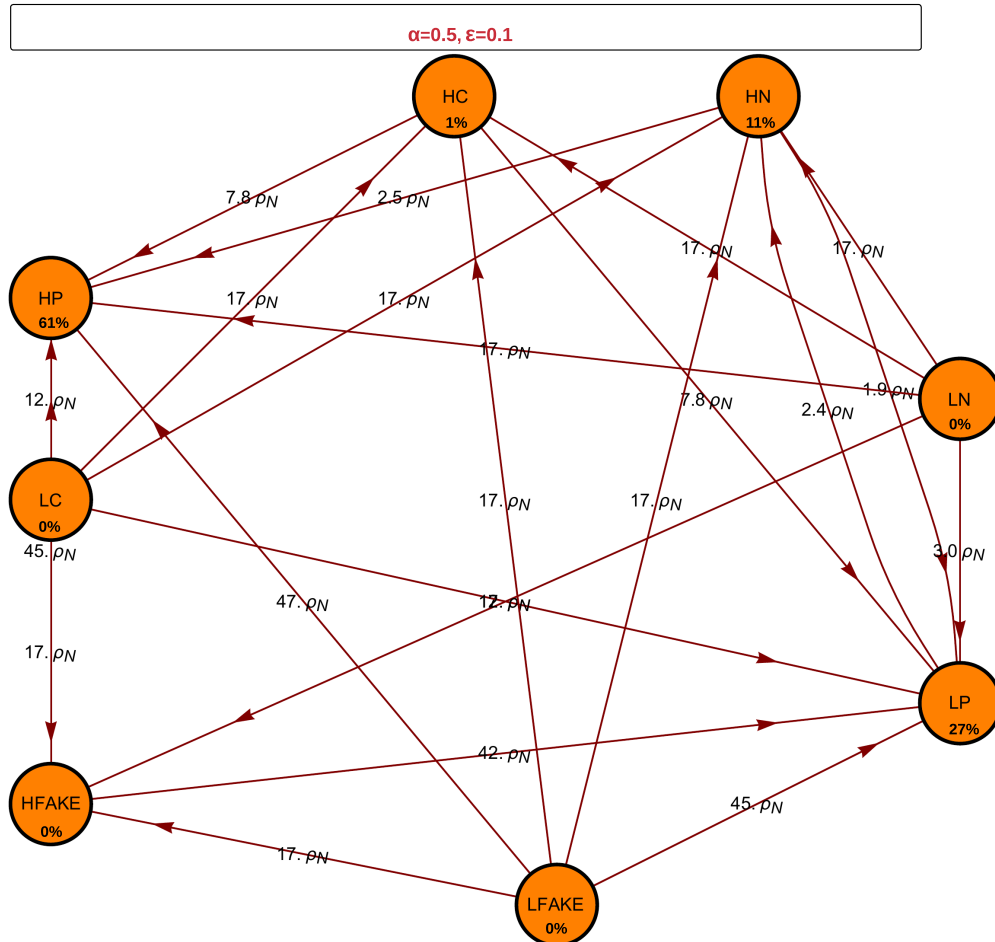 α=0.5, ε=0.1
HC
1%
HN
11%
7.8 ρN
2.5 ρN
17. ρN
17. ρN
HP
61%
17. ρN
17. ρN
17. ρN
12. ρN
7.8 ρN
2.4 ρN
1.9 ρN
LN
0%
LC
0%
45. ρN
17. ρN
17. ρN
3.0 ρN
47. ρN
ρN
17. ρN
LP
27%
42. ρN
HFAKE
0%
45. ρN
17. ρN
LFAKE
0%